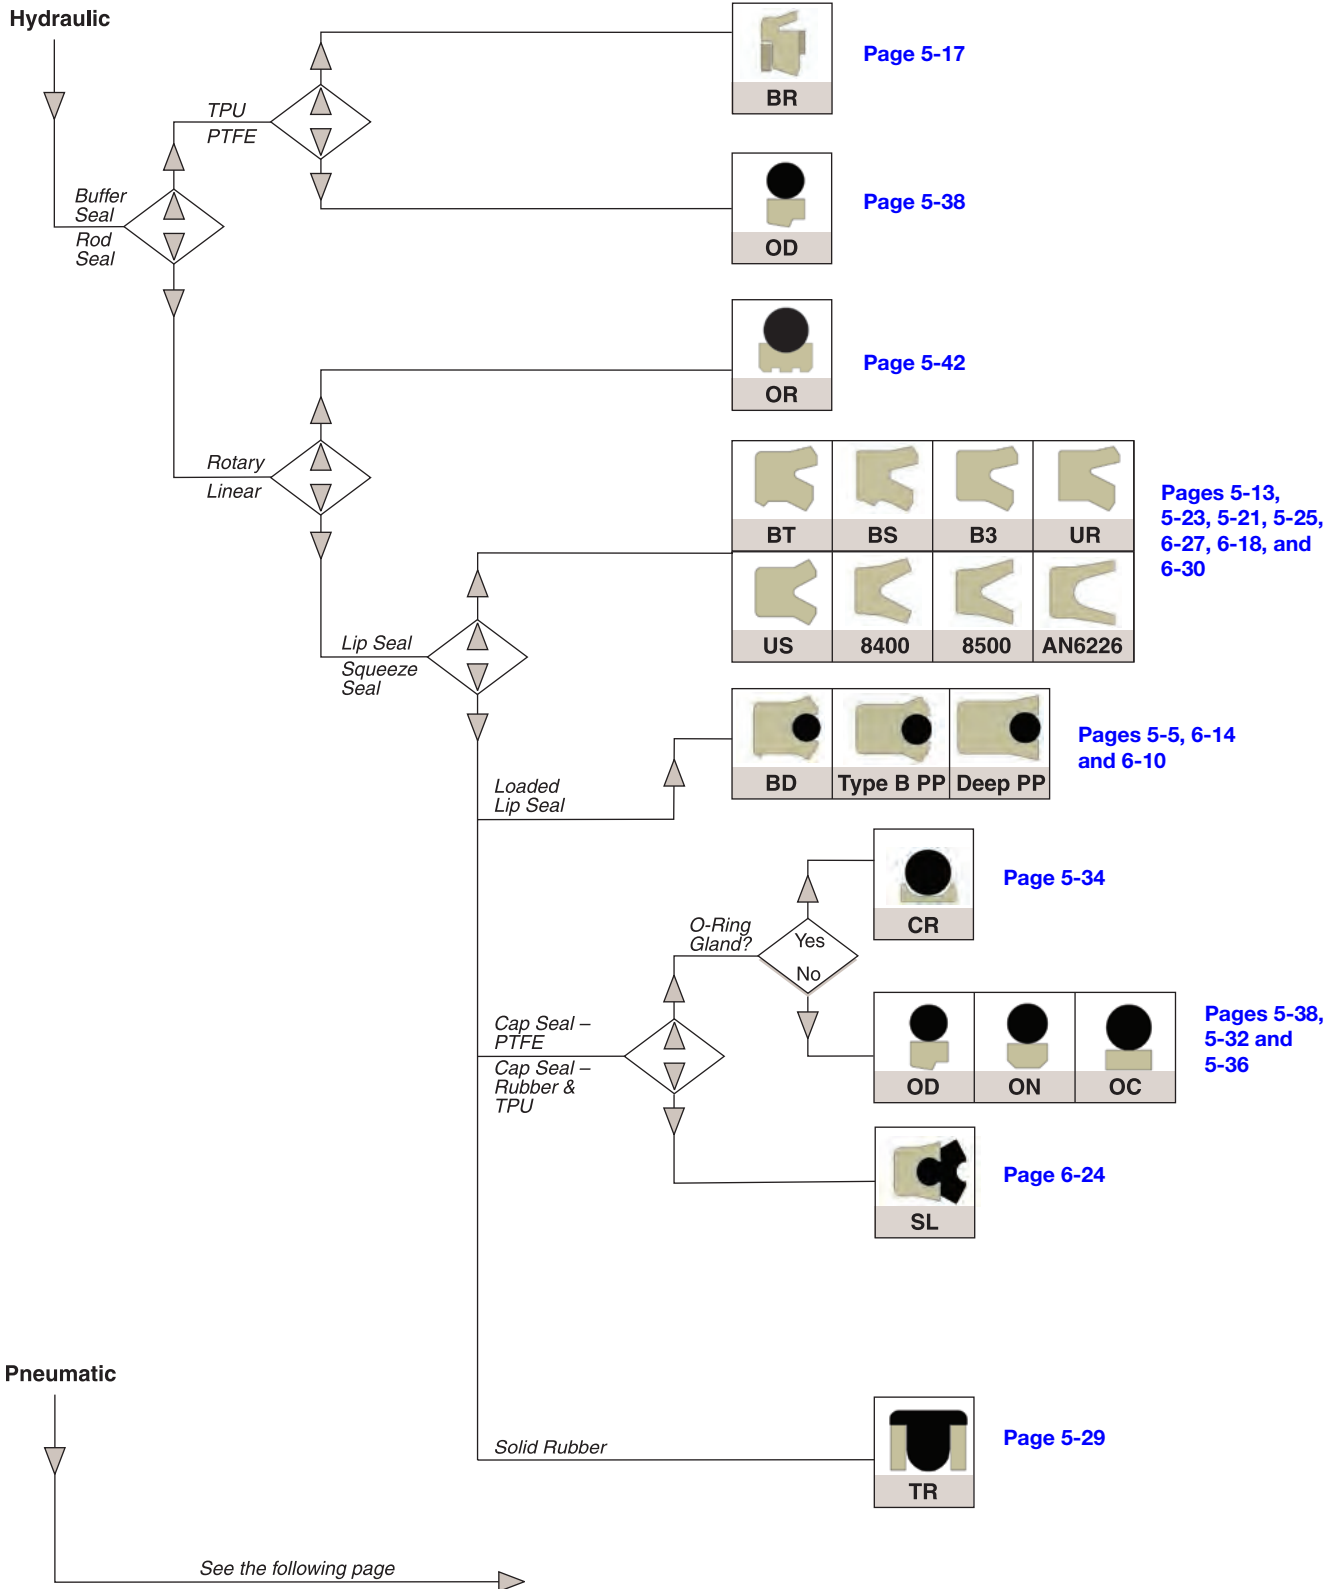 Hydraulic
TPU
PTFE
BR
Page 5-17
Buffer
Seal
Rod
Seal
OD
Page 5-38
OR
Page 5-42
Rotary
Linear
BT BS B3 UR
US 8400 8500 AN6226
Pages 5-13,
5-23, 5-21, 5-25,
6-27, 6-18, and
6-30
Lip Seal
Squeeze
Seal
BD Type B PP Deep PP
Pages 5-5, 6-14
and 6-10
Loaded
Lip Seal
CR
Page 5-34
O-Ring
Gland?
Yes
No
OD ON OC
Pages 5-38,
5-32 and
5-36
Cap Seal –
PTFE
Cap Seal –
Rubber &
TPU
SL
Page 6-24
Pneumatic
Solid Rubber
TR
Page 5-29
See the following page